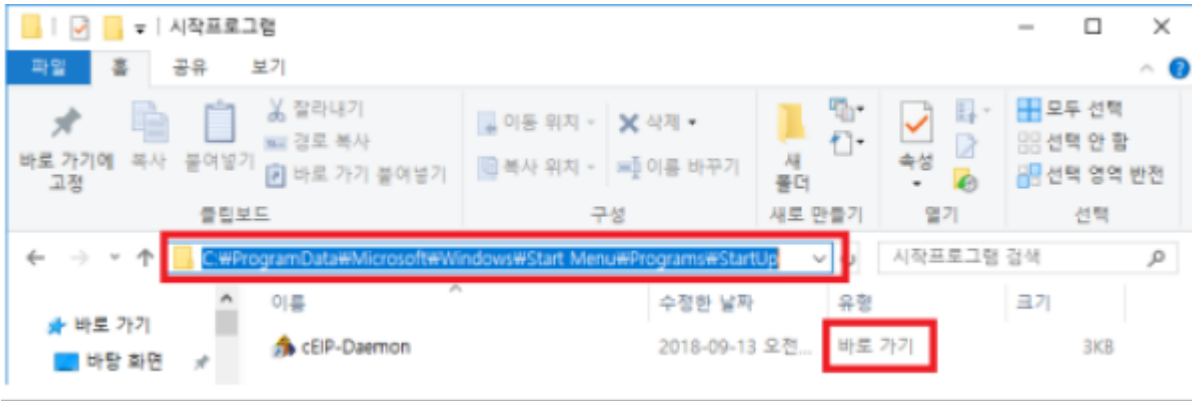 시작프로그램
파일 홈 공유 보기
바로 가기에 고정
복사
붙여넣기
잘라내기
경로 복사
바로 가기 붙여넣기
클립보드
이동 위치
복사 위치
삭제
이름 바꾸기
구성
새 폴더
새로 만들기
속성
열기
모두 선택
선택 안 함
선택 영역 반전
선택
C:₩ProgramData₩Microsoft₩Windows₩Start Menu₩Programs₩StartUp
시작프로그램 검색
바로 가기
바탕 화면
이름 수정한 날짜 유형 크기
cEIP-Daemon 2018-09-13 오전... 바로 가기 3KB